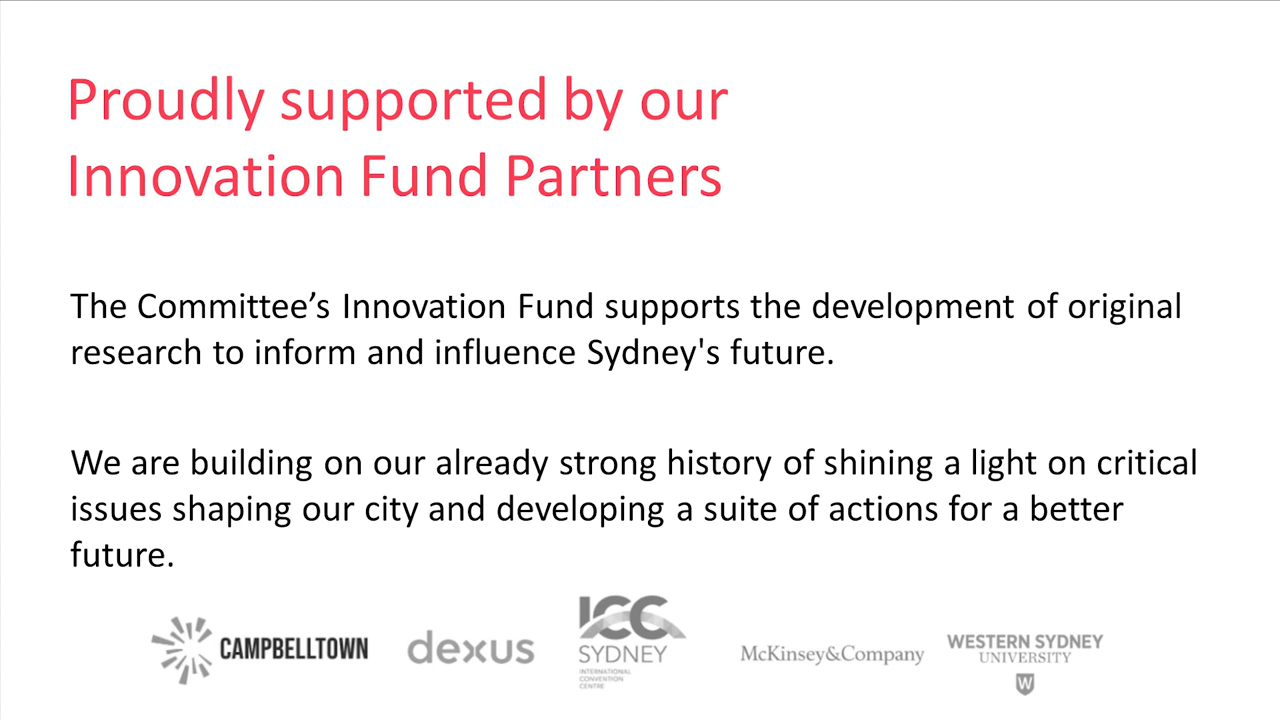 Proudly supported by our
Innovation Fund Partners
The Committee’s Innovation Fund supports the development of original
research to inform and influence Sydney's future.
We are building on our already strong history of shining a light on critical
issues shaping our city and developing a suite of actions for a better
future.
CAMPBELLTOWN
dexus
ICC
SYDNEY
INTERNATIONAL
CONVENTION
CENTRE
McKinsey&Company
WESTERN SYDNEY
UNIVERSITY
W